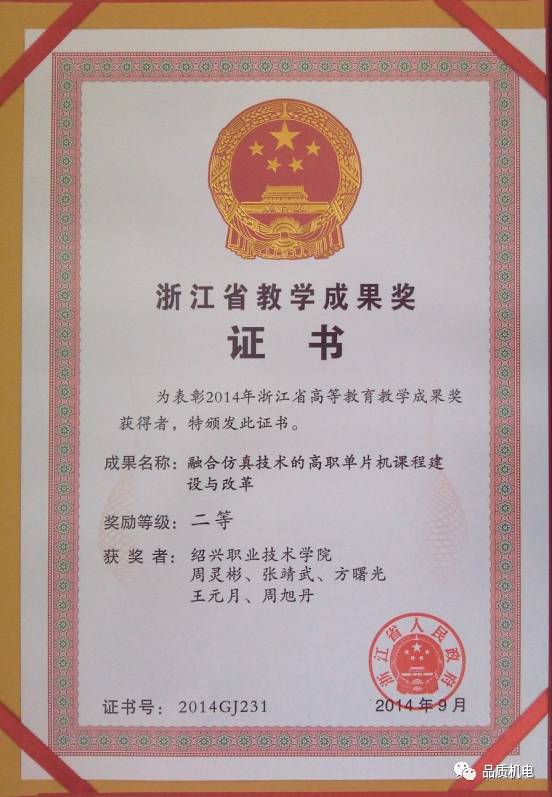 浙江省教学成果奖
证 书
为表彰2014年浙江省高等教育教学成果奖
获得者，特颁发此证书。
成果名称：融合仿真技术的高职单片机课程建
设与改革
奖励等级：二等
获 奖 者：绍兴职业技术学院
周灵彬、张靖武、方曙光
王元月、周旭丹
浙江省人民政府
证书号：2014GJ231
2014年9月
品质机电